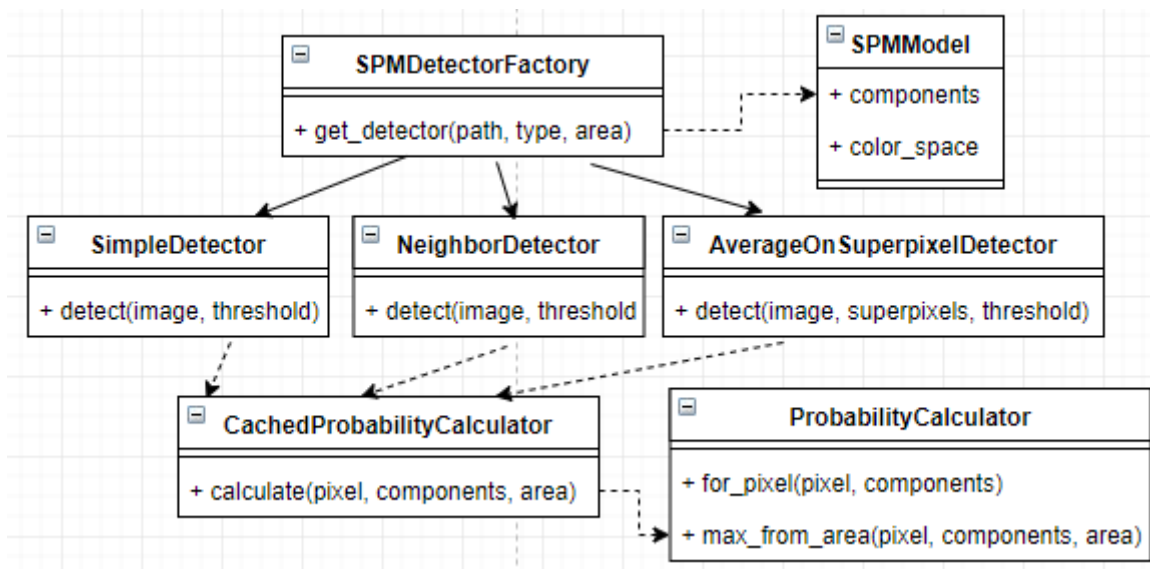 SPMDetectorFactory
+ get_detector(path, type, area)
SPMModel
+ components
+ color_space
SimpleDetector
+ detect(image, threshold)
NeighborDetector
+ detect(image, threshold
AverageOnSuperpixelDetector
+ detect(image, superpixels, threshold)
CachedProbabilityCalculator
+ calculate(pixel, components, area)
ProbabilityCalculator
+ for_pixel(pixel, components)
+ max_from_area(pixel, components, area)